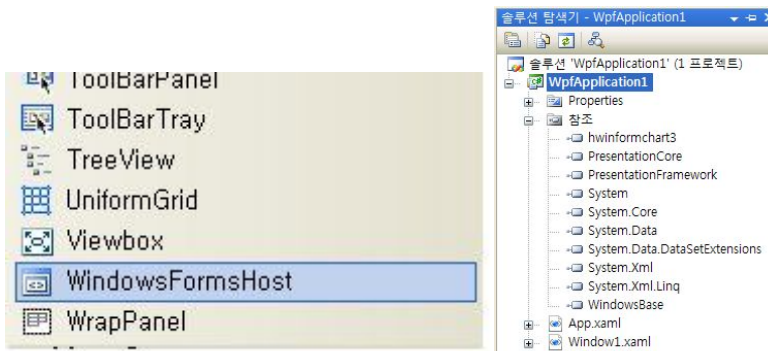 ToolBarPanel
ToolBarTray
TreeView
UniformGrid
Viewbox
WindowsFormsHost
WrapPanel
솔루션 탐색기 - WpfApplication1
솔루션 'WpfApplication1' (1 프로젝트)
WpfApplication1
Properties
참조
hwinformchart3
PresentationCore
PresentationFramework
System
System.Core
System.Data
System.Data.DataSetExtensions
System.Xml
System.Xml.Linq
WindowsBase
App.xaml
Window1.xaml